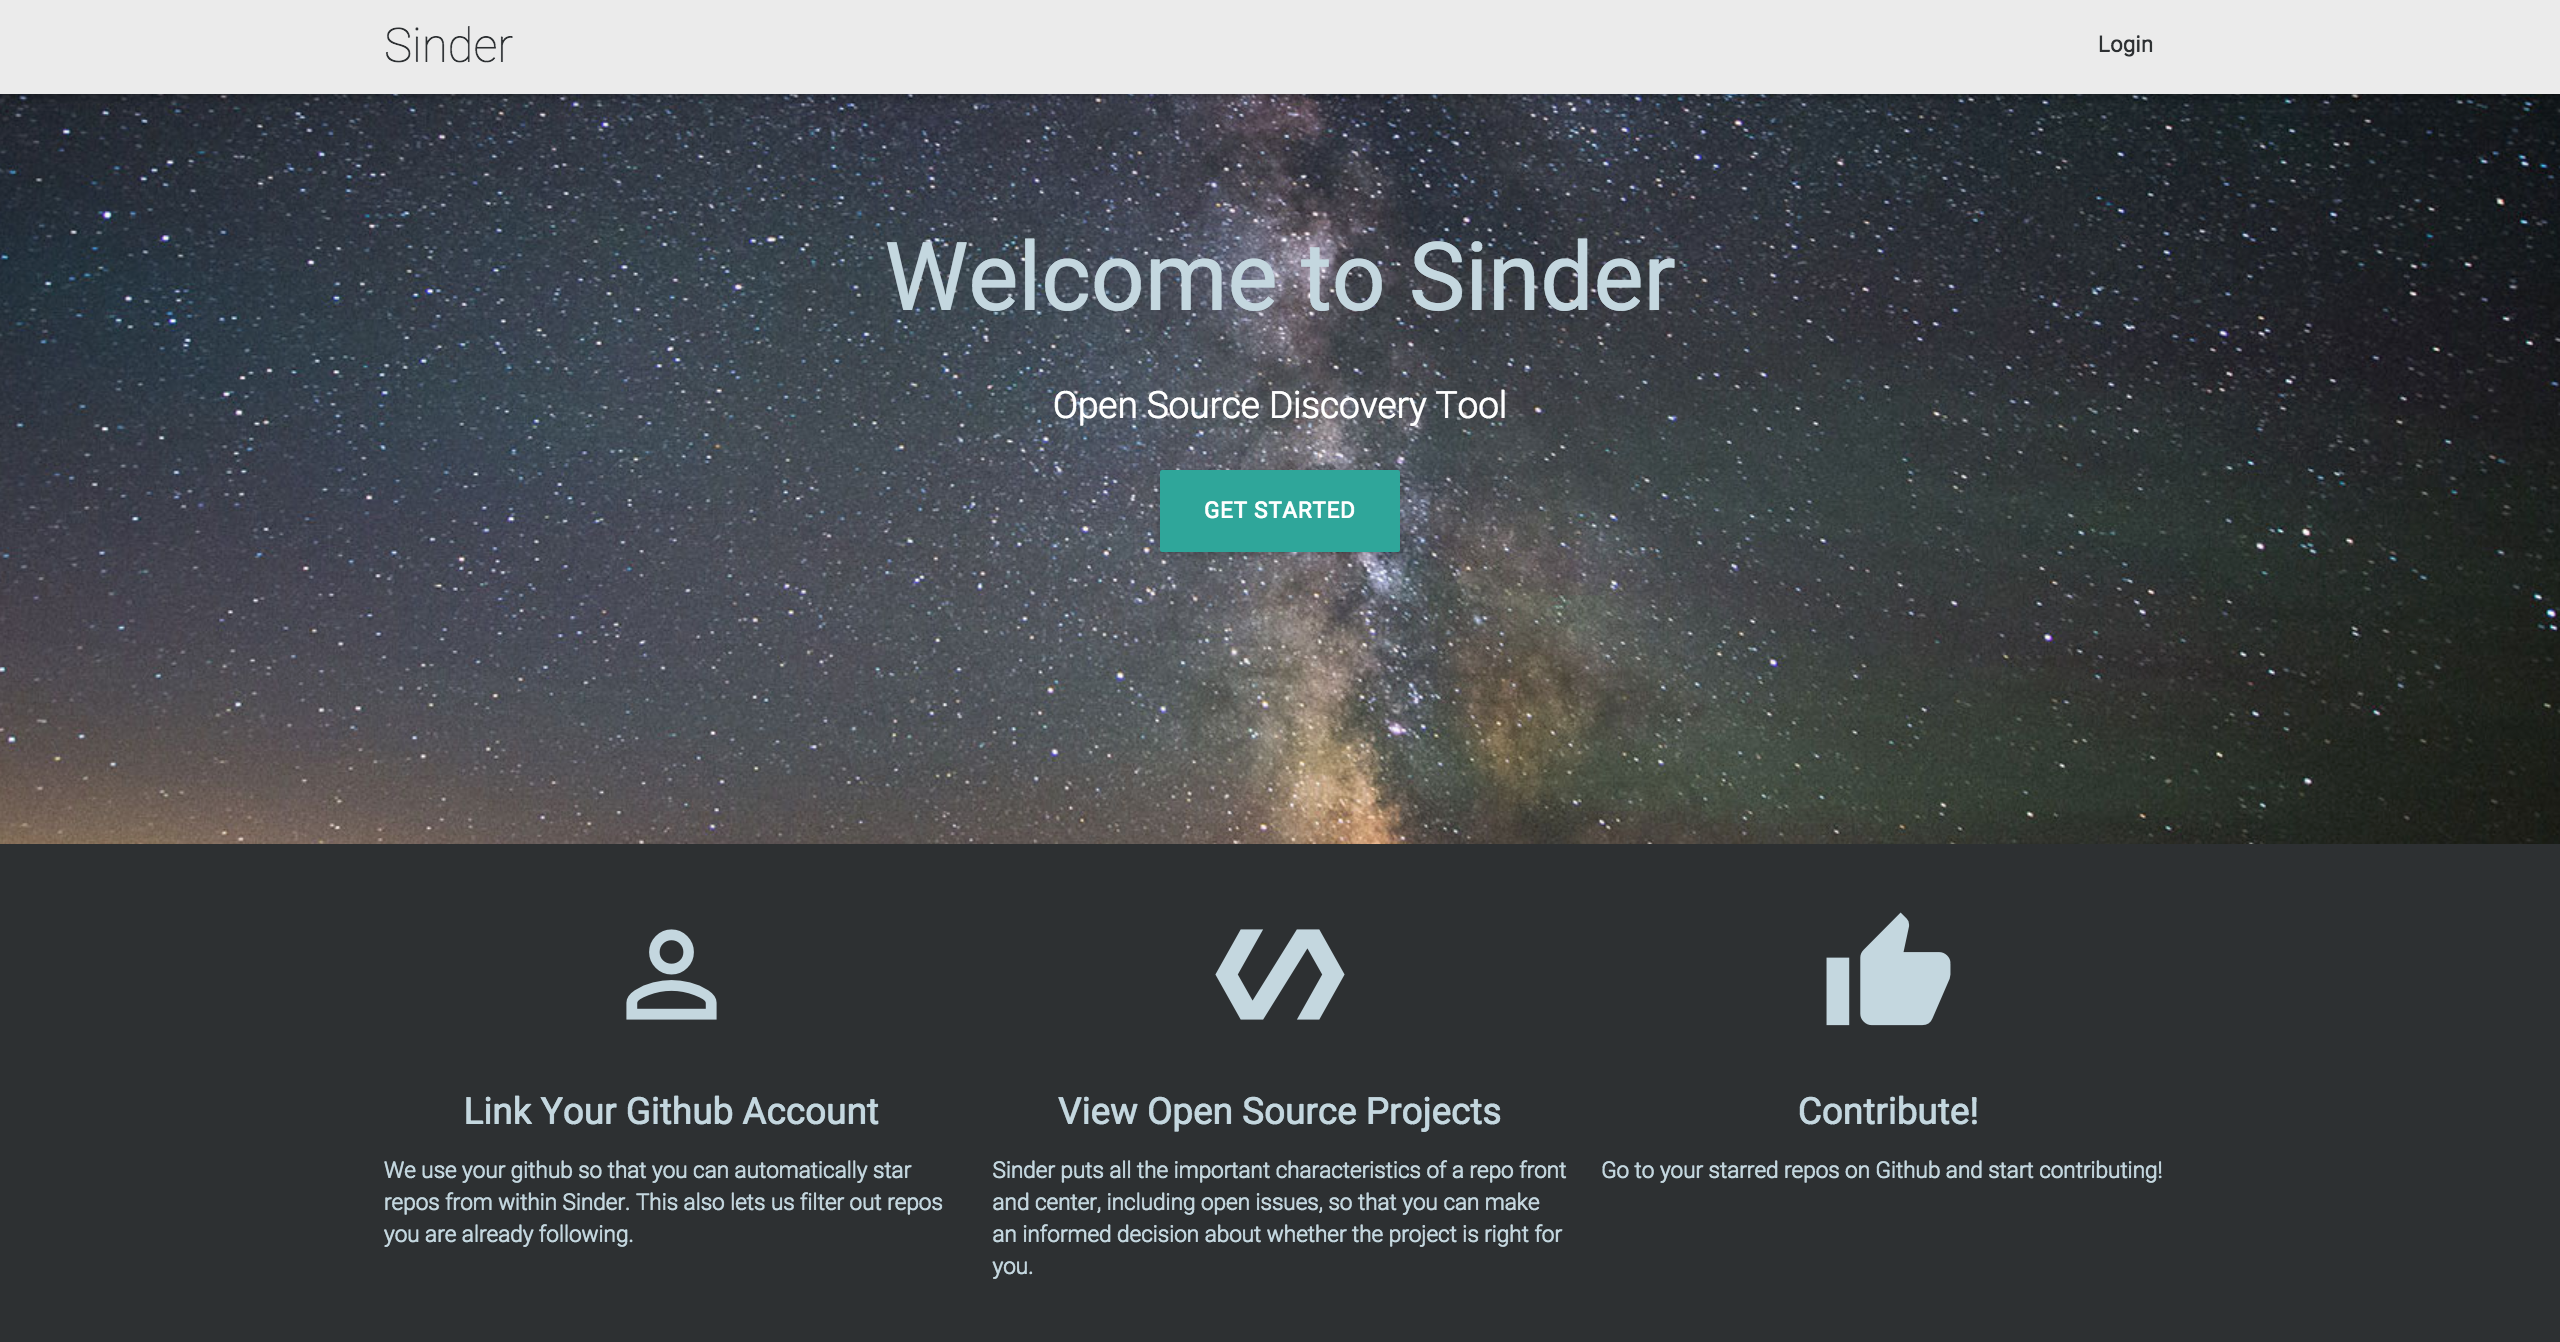 Sinder
Login
Welcome to Sinder
Open Source Discovery Tool
GET STARTED
Link Your Github Account
We use your github so that you can automatically star
repos from within Sinder. This also lets us filter out repos
you are already following.
View Open Source Projects
Sinder puts all the important characteristics of a repo front
and center, including open issues, so that you can make
an informed decision about whether the project is right for
you.
Contribute!
Go to your starred repos on Github and start contributing!